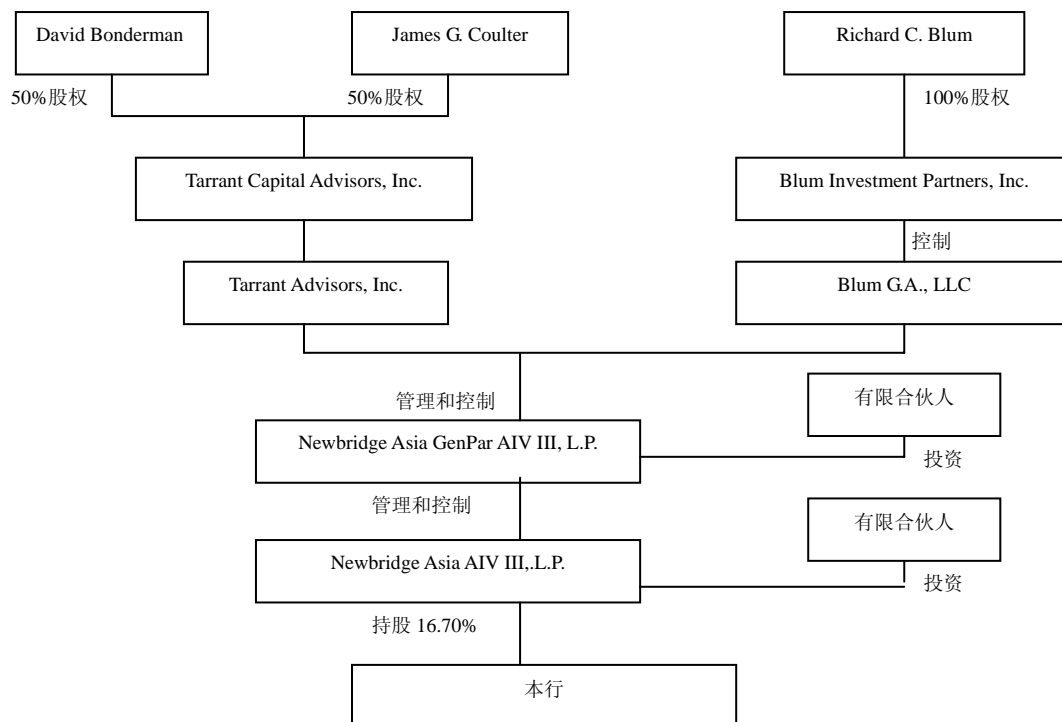 David Bonderman
James G. Coulter
Richard C. Blum
50%股权
50%股权
100%股权
Tarrant Capital Advisors, Inc.
Blum Investment Partners, Inc.
控制
Tarrant Advisors, Inc.
Blum G.A., LLC
管理和控制
有限合伙人
Newbridge Asia GenPar AIV III, L.P.
投资
管理和控制
有限合伙人
Newbridge Asia AIV III,.L.P.
投资
持股 16.70%
本行